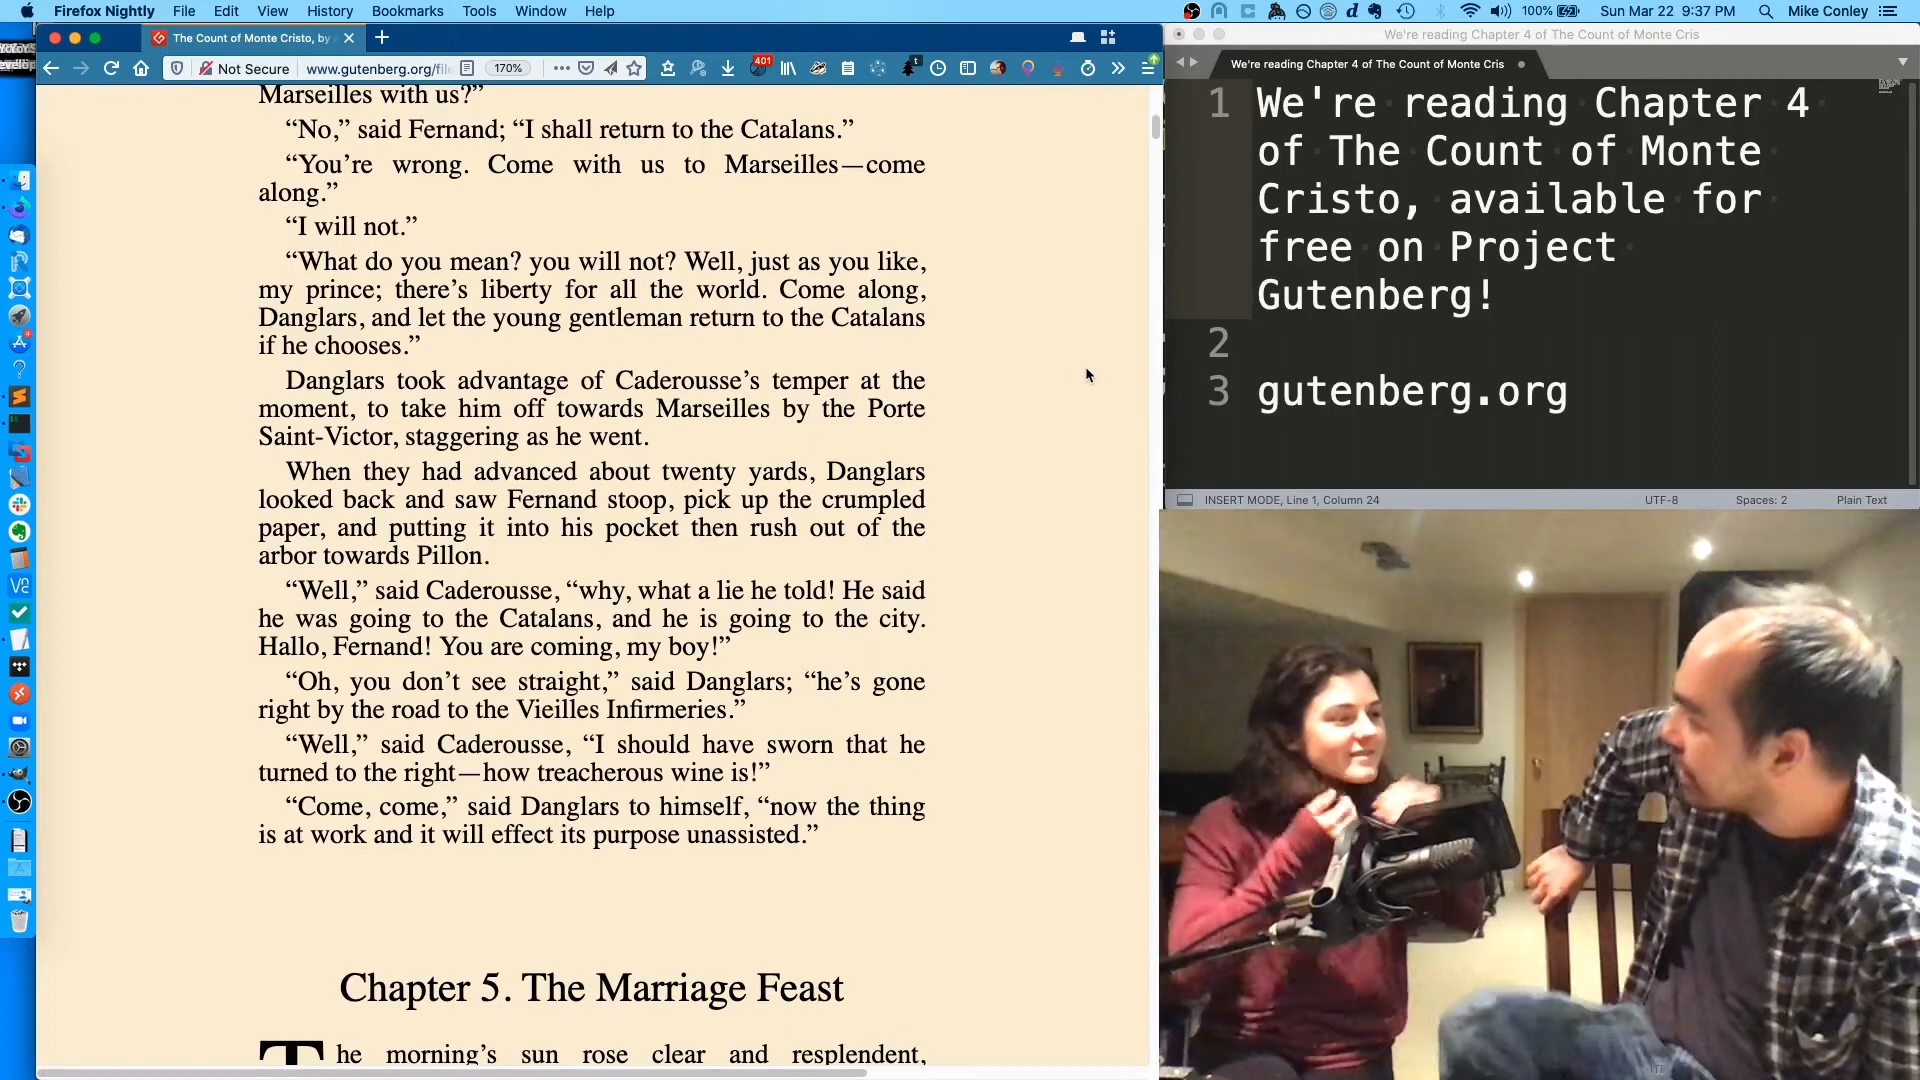 Firefox Nightly File Edit View History Bookmarks Tools Window Help
100% Sun Mar 22 9:37 PM Mike Conley
The Count of Monte Cristo, by
Not Secure www.gutenberg.org/file 170% 401
Marseilles with us?”
“No,” said Fernand; “I shall return to the Catalans.”
“You’re wrong. Come with us to Marseilles—come
along.”
“I will not.”
“What do you mean? you will not? Well, just as you like,
my prince; there’s liberty for all the world. Come along,
Danglars, and let the young gentleman return to the Catalans
if he chooses.”
Danglars took advantage of Caderousse’s temper at the
moment, to take him off towards Marseilles by the Porte
Saint-Victor, staggering as he went.
When they had advanced about twenty yards, Danglars
looked back and saw Fernand stoop, pick up the crumpled
paper, and putting it into his pocket then rush out of the
arbor towards Pillon.
“Well,” said Caderousse, “why, what a lie he told! He said
he was going to the Catalans, and he is going to the city.
Hallo, Fernand! You are coming, my boy!”
“Oh, you don’t see straight,” said Danglars; “he’s gone
right by the road to the Vieilles Infirmeries.”
“Well,” said Caderousse, “I should have sworn that he
turned to the right—how treacherous wine is!”
“Come, come,” said Danglars to himself, “now the thing
is at work and it will effect its purpose unassisted.”
Chapter 5. The Marriage Feast
The morning’s sun rose clear and resplendent,
We're reading Chapter 4 of The Count of Monte Cris
We're reading Chapter 4 of The Count of Monte Cris
1 We're reading Chapter 4
of The Count of Monte
Cristo, available for
free on Project
Gutenberg!
2
3 gutenberg.org
INSERT MODE, Line 1, Column 24 UTF-8 Spaces: 2 Plain Text